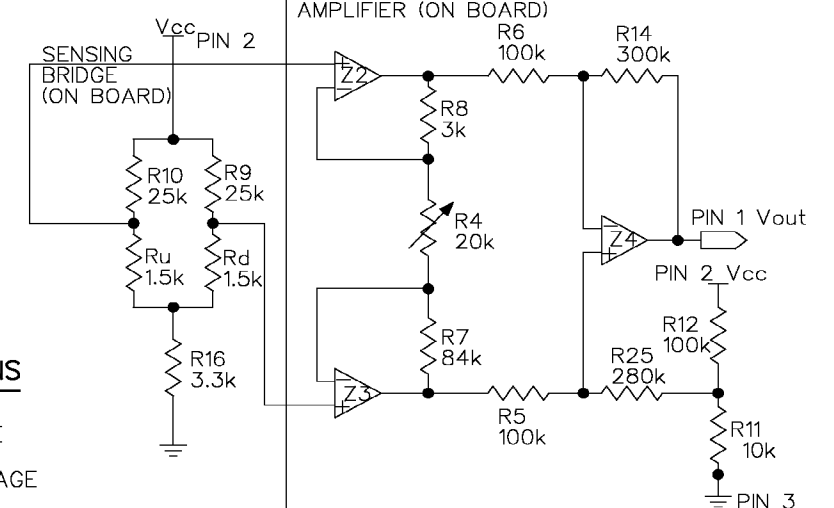 AMPLIFIER (ON BOARD)
Vcc PIN 2
SENSING
BRIDGE
(ON BOARD)
R6
100k
R14
300k
+
Z2
−
R8
3k
R10
25k
R9
25k
R4
20k
Z4
−
+
PIN 1 Vout
Ru
1.5k
Rd
1.5k
PIN 2 Vcc
R12
100k
R7
84k
R16
3.3k
R25
280k
NS
−
Z3
+
R5
100k
R11
10k
AGE
PIN 3